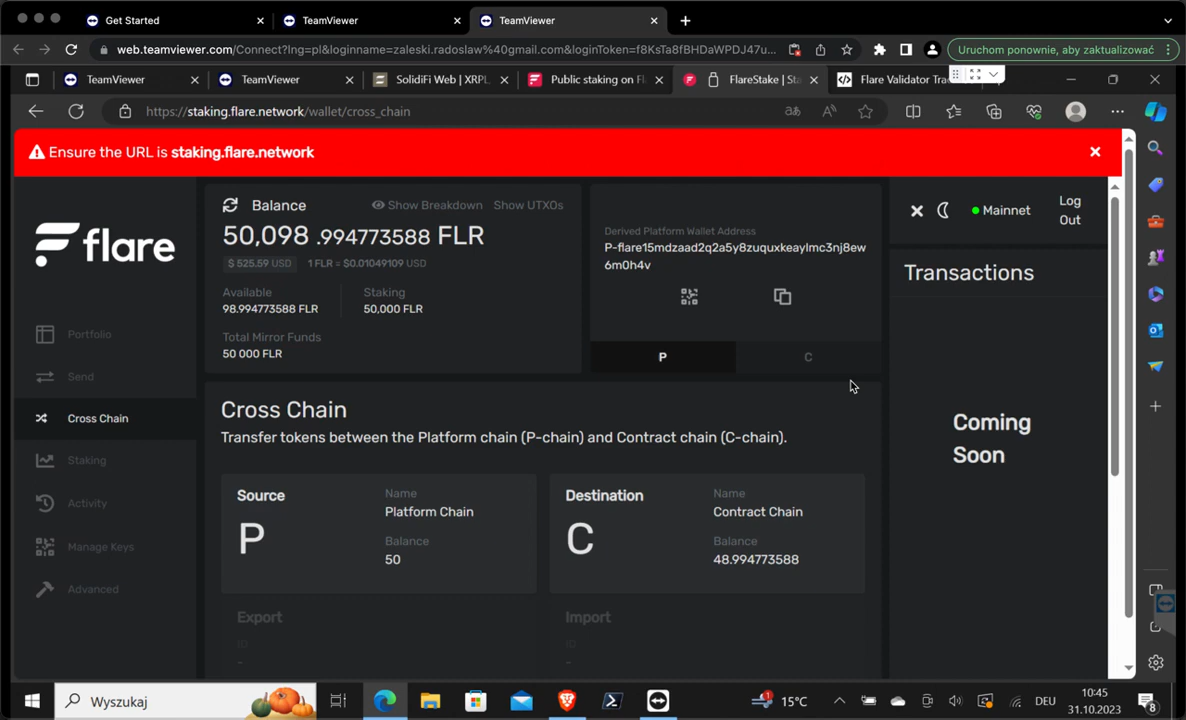 Get Started
TeamViewer
TeamViewer
web.teamviewer.com/Connect?lng=pl&loginname=zaleski.radoslaw%40gmail.com&loginToken=f8KsTa8fBHDaWPDJ47u...
Uruchom ponownie, aby zaktualizować
TeamViewer
TeamViewer
SolidiFi Web | XRPL
Public staking on Fl
FlareStake | Sta
Flare Validator Tra
https://staking.flare.network/wallet/cross_chain
Ensure the URL is staking.flare.network
flare
Portfolio
Send
Cross Chain
Staking
Activity
Manage Keys
Advanced
Balance
Show Breakdown
Show UTXOs
50,098 .994773588 FLR
$ 525.59 USD
1 FLR = $0.01049109 USD
Available
98.994773588 FLR
Staking
50,000 FLR
Total Mirror Funds
50 000 FLR
Derived Platform Wallet Address
P-flare15mdzaad2q2a5y8zuquxkeaylmc3nj8ew
6m0h4v
P
C
Mainnet
Log
Out
Transactions
Coming
Soon
Cross Chain
Transfer tokens between the Platform chain (P-chain) and Contract chain (C-chain).
Source
P
Name
Platform Chain
Balance
50
Destination
C
Name
Contract Chain
Balance
48.994773588
Export
ID
-
Import
ID
-
Wyszukaj
1
15°C
DEU
10:45
31.10.2023
8